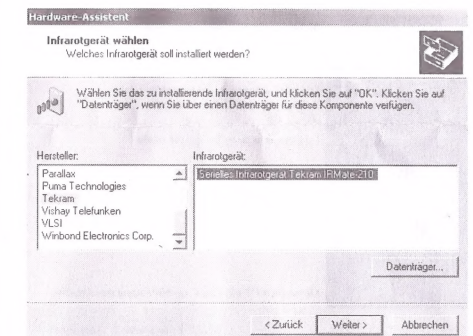 Hardware-Assistent
Infrarotgerät wählen
Welches Infrarotgerät soll installiert werden?
Wählen Sie das zu installierende Infrarotgerät, und klicken Sie auf "OK". Klicken Sie auf
"Datenträger", wenn Sie über einen Datenträger für diese Komponente verfügen.
Hersteller:
Infrarotgerät:
Parallax
Puma Technologies
Tekram
Vishay Telefunken
VLSI
Winbond Electronics Corp.
Serielles Infrarotgerät Tekram IRMate-210
Datenträger...
< Zurück
Weiter >
Abbrechen